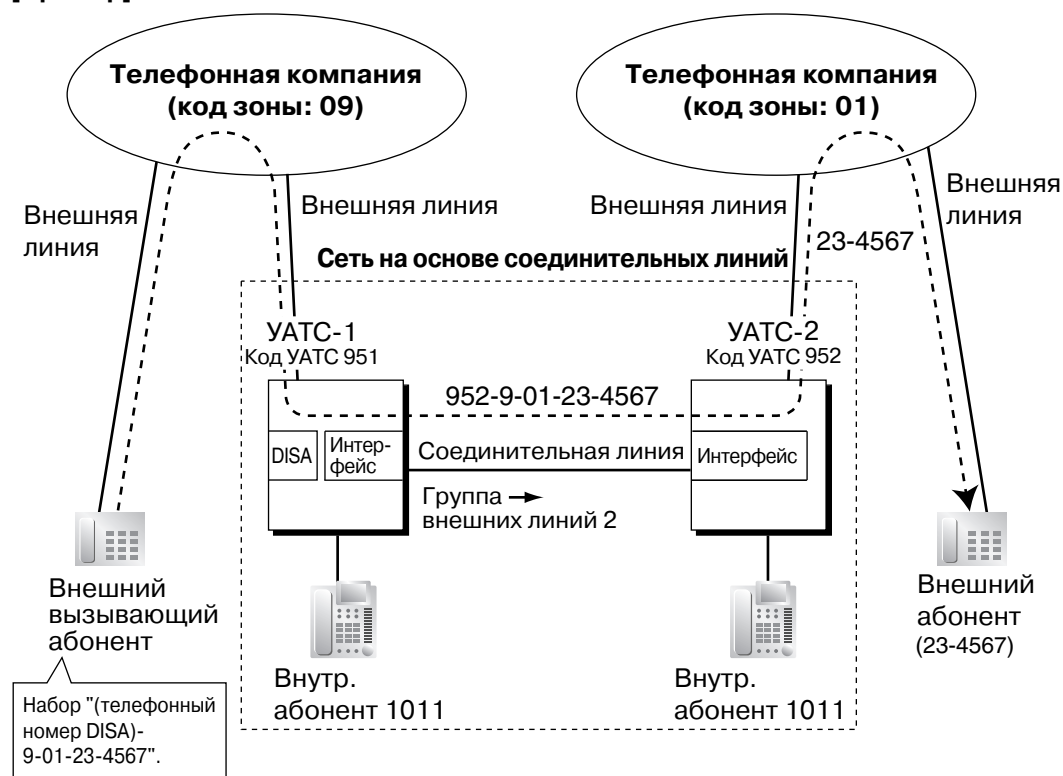 Телефонная компания
(код зоны: 09)
Телефонная компания
(код зоны: 01)
Внешняя
линия
Внешняя линия
Внешняя линия
Внешняя
линия
23-4567
Сеть на основе соединительных линий
УАТС-1
Код УАТС 951
УАТС-2
Код УАТС 952
952-9-01-23-4567
DISA
Интер-
фейс
Соединительная линия
Интерфейс
Группа
внешних линий 2
Внешний
вызывающий
абонент
Внешний
абонент
(23-4567)
Набор "(телефонный
номер DISA)-
9-01-23-4567".
Внутр.
абонент 1011
Внутр.
абонент 1011